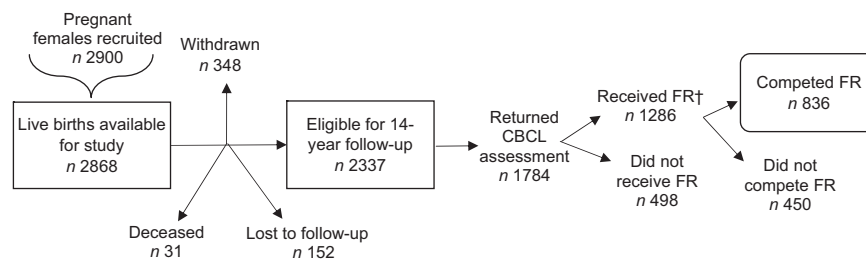 Pregnant
females recruited
n 2900
Live births available
for study
n 2868
Withdrawn
n 348
Deceased
n 31
Lost to follow-up
n 152
Eligible for 14-
year follow-up
n 2337
Returned
CBCL
assessment
n 1784
Received FR†
n 1286
Did not
receive FR
n 498
Competed FR
n 836
Did not
compete FR
n 450